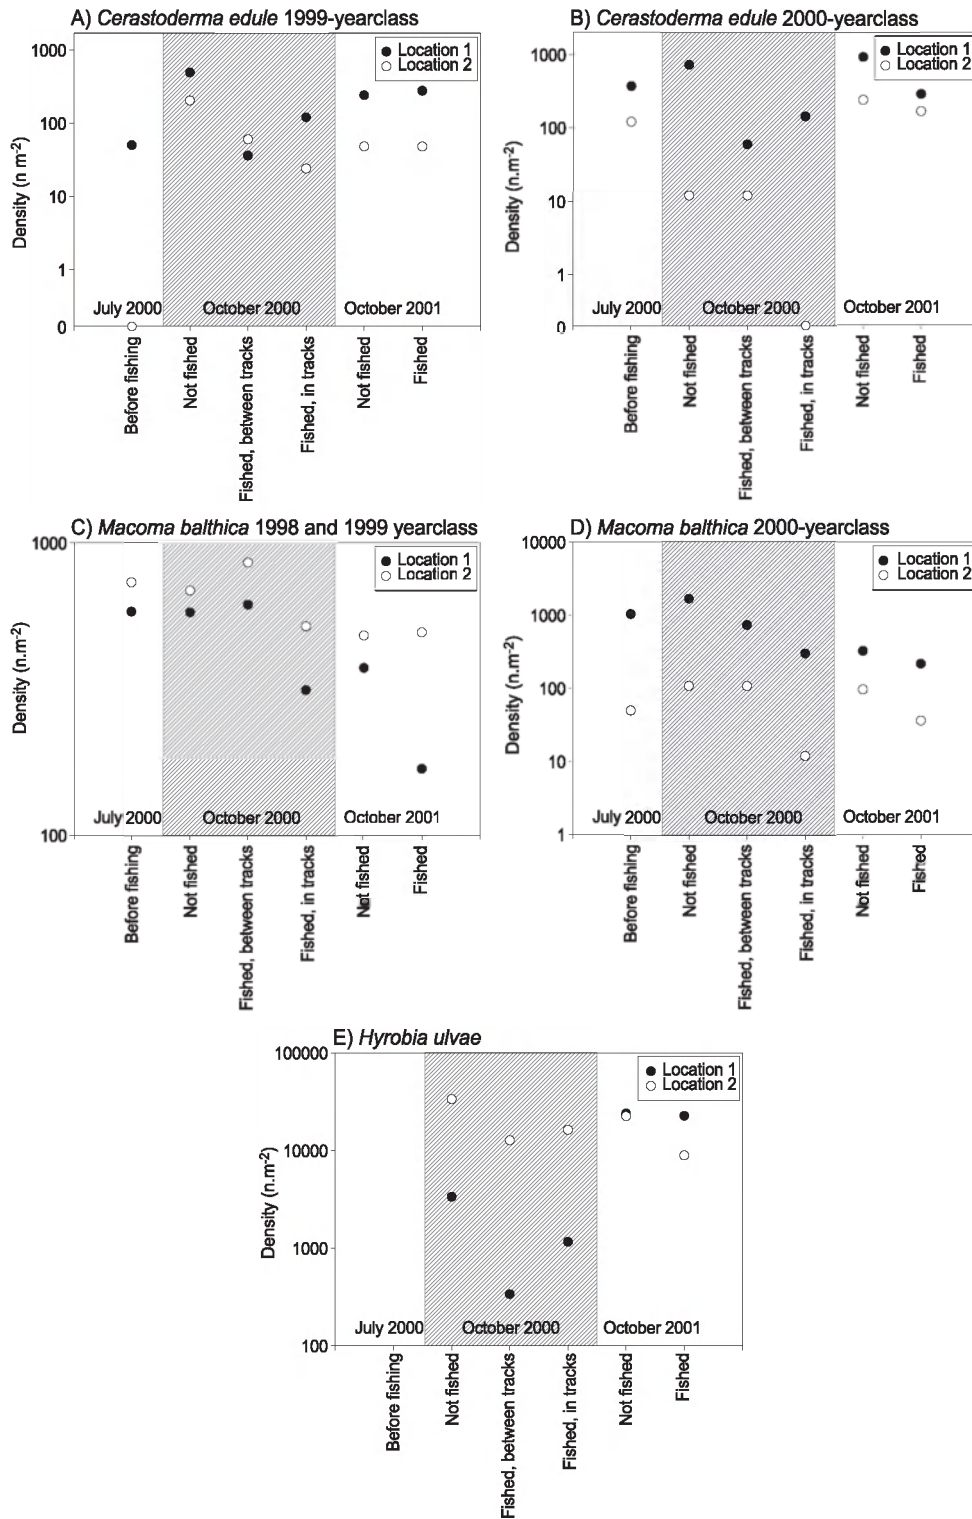 A) Cerastoderma edule 1999-yearclass
1000
100
10
1
0
Density (n m-2)
Location 1
Location 2
July 2000
October 2000
October 2001
Before fishing
Not fished
Fished, between tracks
Fished, in tracks
Not fished
Fished
B) Cerastoderma edule 2000-yearclass
1000
100
10
1
0
Density (n.m-2)
Location 1
Location 2
July 2000
October 2000
October 2001
Before fishing
Not fished
Fished, between tracks
Fished, in tracks
Not fished
Fished
C) Macoma balthica 1998 and 1999 yearclass
1000
100
Density (n.m-2)
Location 1
Location 2
July 2000
October 2000
October 2001
Before fishing
Not fished
Fished, between tracks
Fished, in tracks
Not fished
Fished
D) Macoma balthica 2000-yearclass
10000
1000
100
10
1
Density (n.m-2)
Location 1
Location 2
July 2000
October 2000
October 2001
Before fishing
Not fished
Fished, between tracks
Fished, in tracks
Not fished
Fished
E) Hyrobia ulvae
100000
10000
1000
100
Density (n.m-2)
Location 1
Location 2
July 2000
October 2000
October 2001
Before fishing
Not fished
Fished, between tracks
Fished, in tracks
Not fished
Fished